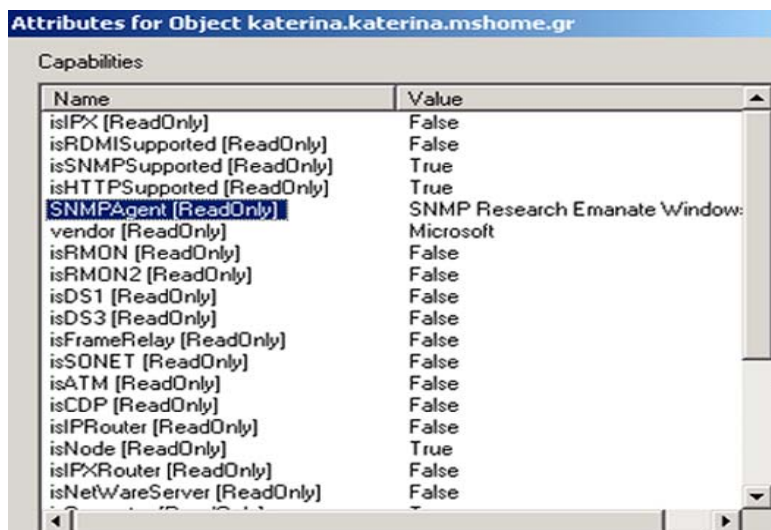 Attributes for Object katerina.katerina.mshome.gr
Capabilities
Name Value
isIPX [ReadOnly] False
isRDMISupported [ReadOnly] False
isSNMPSupported [ReadOnly] True
isHTTPSupported [ReadOnly] True
SNMPAgent [ReadOnly] SNMP Research Emanate Window
vendor [ReadOnly] Microsoft
isRMON [ReadOnly] False
isRMON2 [ReadOnly] False
isDS1 [ReadOnly] False
isDS3 [ReadOnly] False
isFrameRelay [ReadOnly] False
isSONET [ReadOnly] False
isATM [ReadOnly] False
isCDP [ReadOnly] False
isIPRouter [ReadOnly] False
isNode [ReadOnly] True
isIPXRouter [ReadOnly] False
isNetWareServer [ReadOnly] False